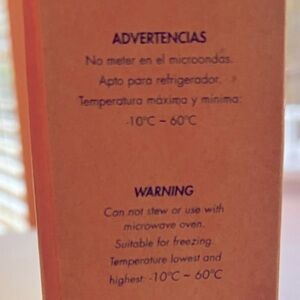 ADVERTENCIAS
No meter en el microondas.
Apto para refrigerador.
Temperatura máxima y minima:
-10°C ~ 60°C
WARNING
Can not stew or use with
microwave oven.
Suitable for freezing.
Temperature lowest and
highest: -10°C ~ 60°C